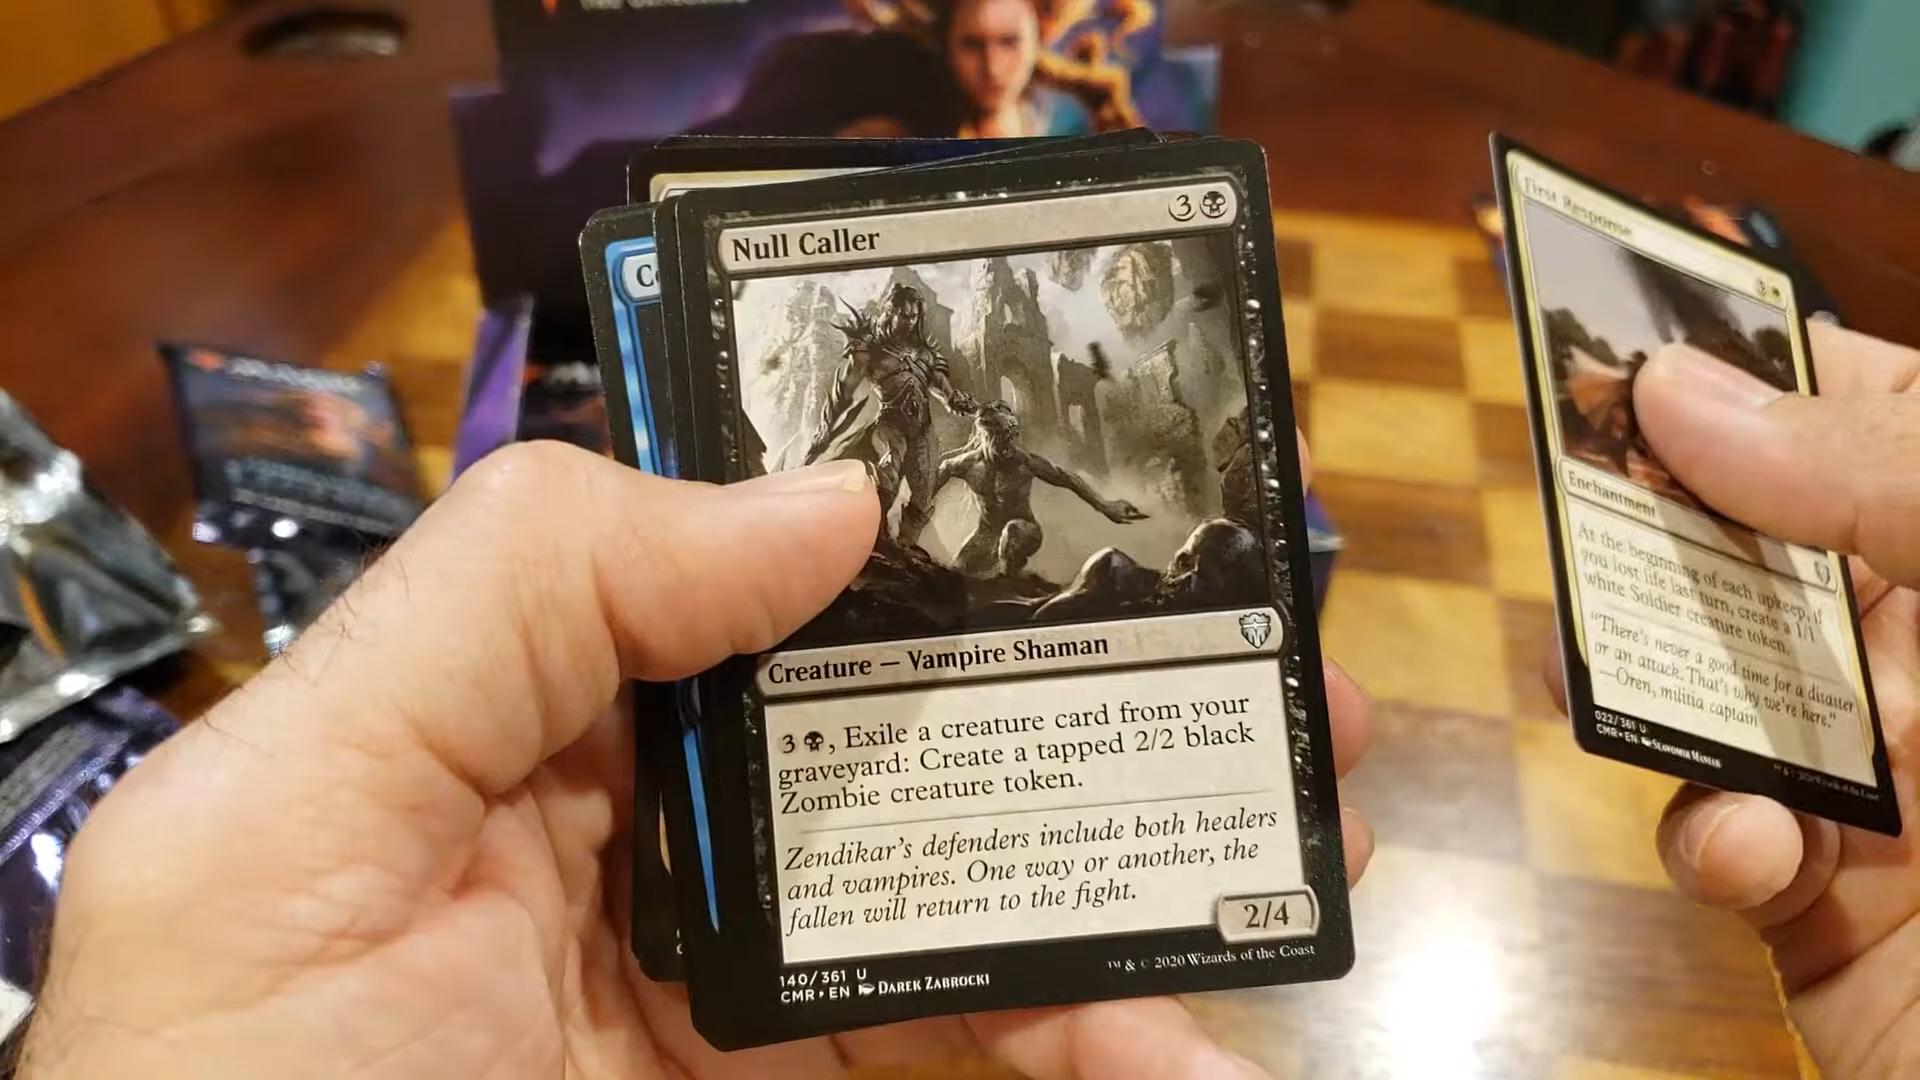 Null Caller
3
Creature — Vampire Shaman
3 , Exile a creature card from your
graveyard: Create a tapped 2/2 black
Zombie creature token.
Zendikar's defenders include both healers
and vampires. One way or another, the
fallen will return to the fight.
2/4
140/361 U
CMR • EN DAREK ZABROCKI
™ & © 2020 Wizards of the Coast
First Response
3
Enchantment
At the beginning of each upkeep, if
you lost life last turn, create a 1/1
white Soldier creature token.
"There's never a good time for a disaster
or an attack. That's why we're here."
—Oren, militia captain
022/361 U
CMR • EN SLAWOMIR MANIAK